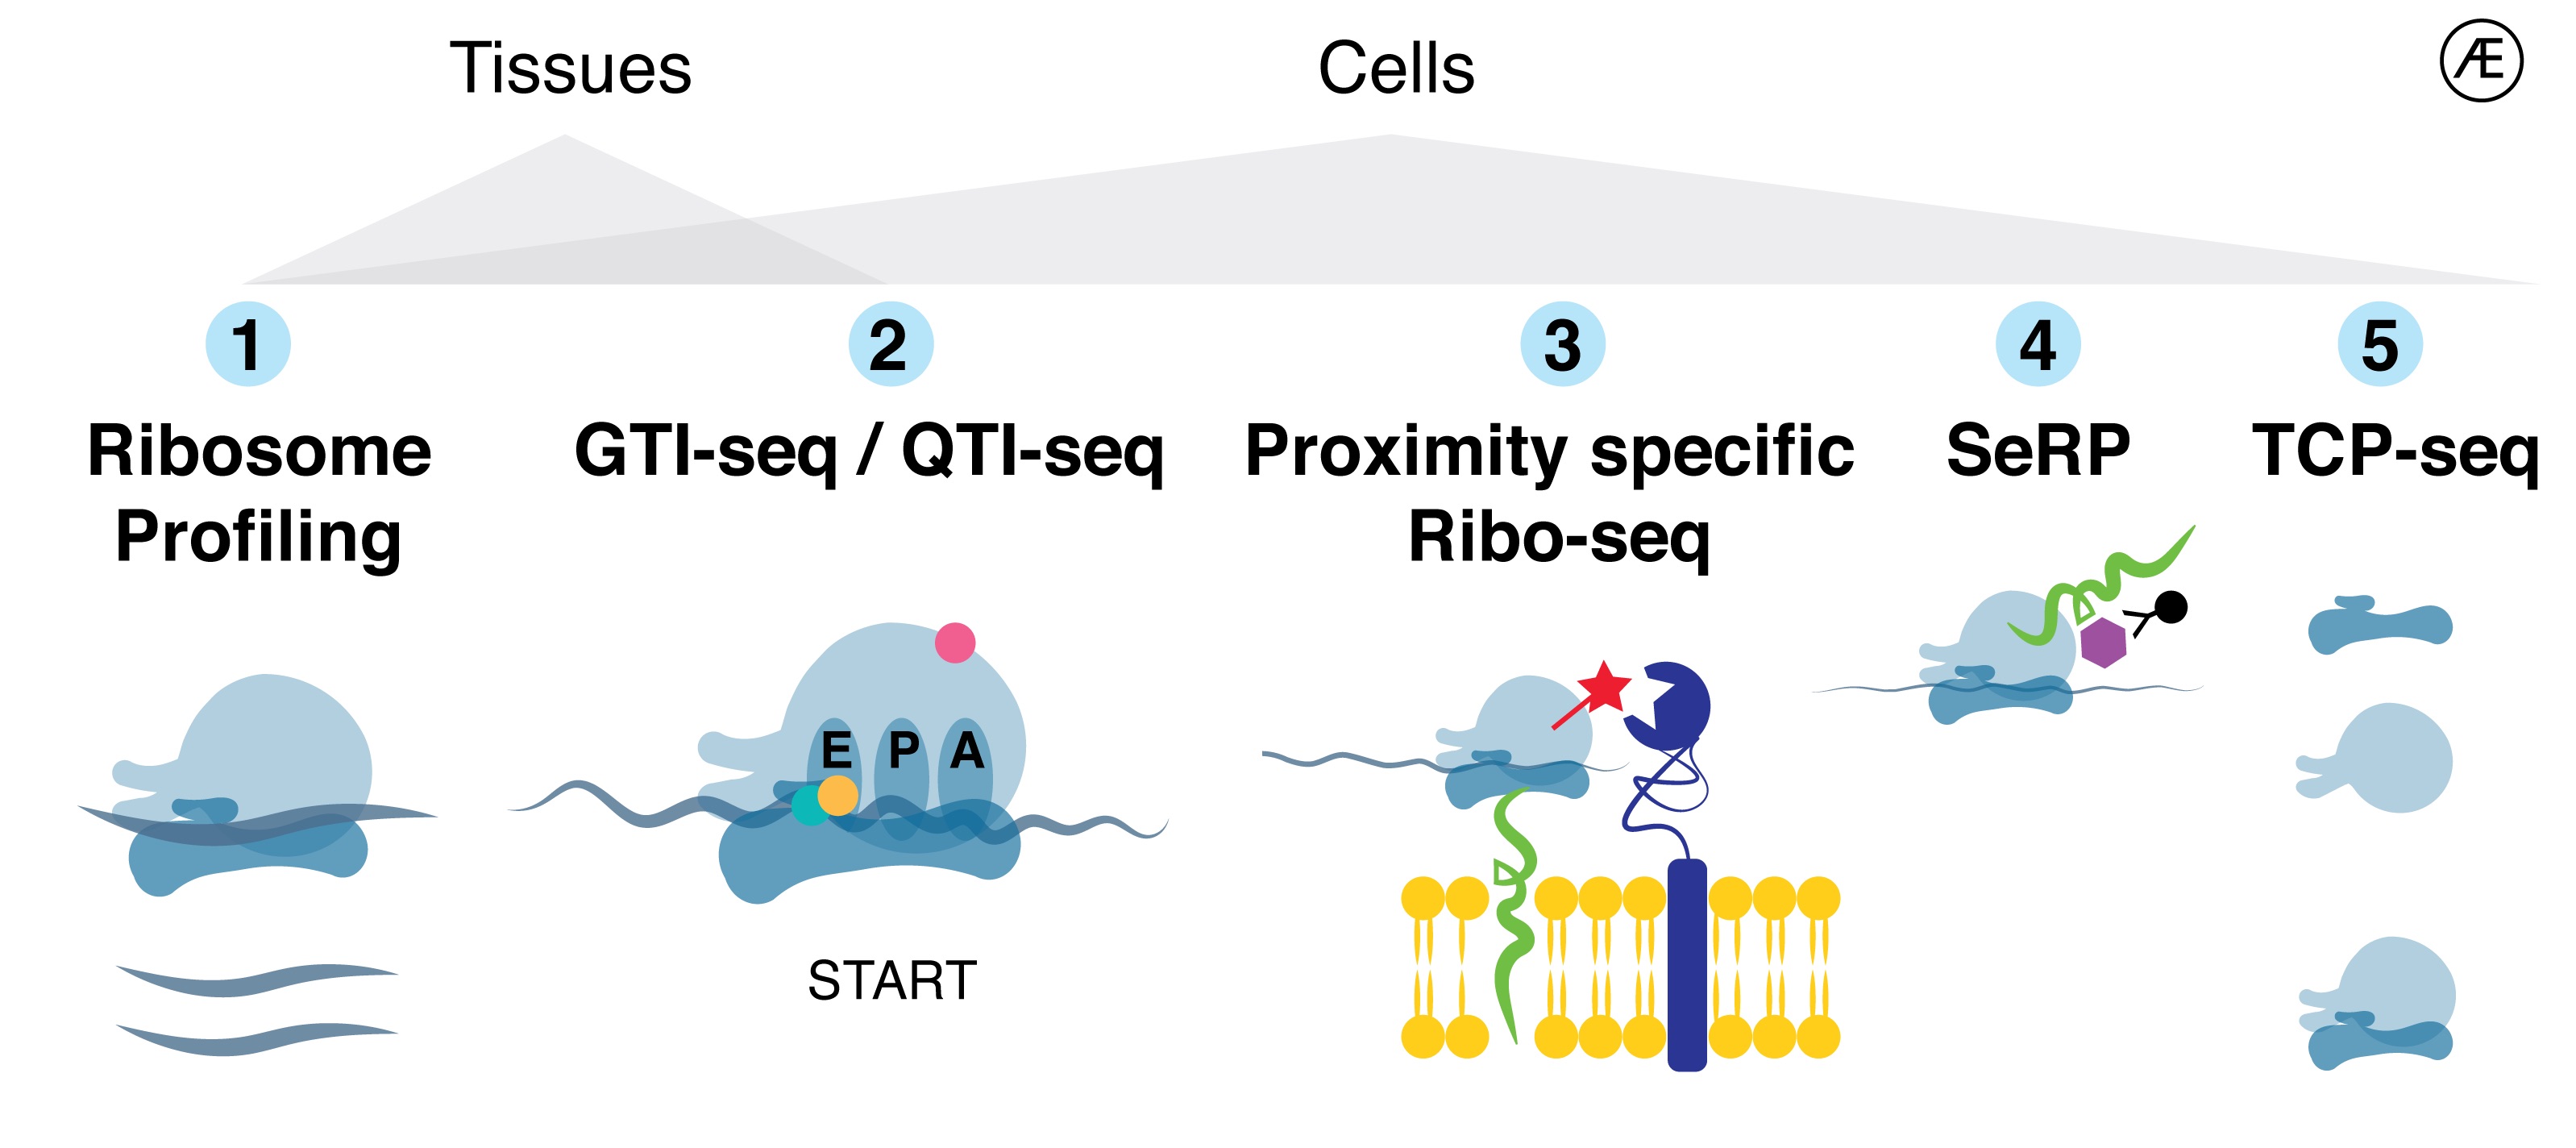 Tissues
Cells
Æ
1
2
3
4
5
Ribosome
Profiling
GTI-seq / QTI-seq
Proximity specific
Ribo-seq
SeRP
TCP-seq
E P A
START